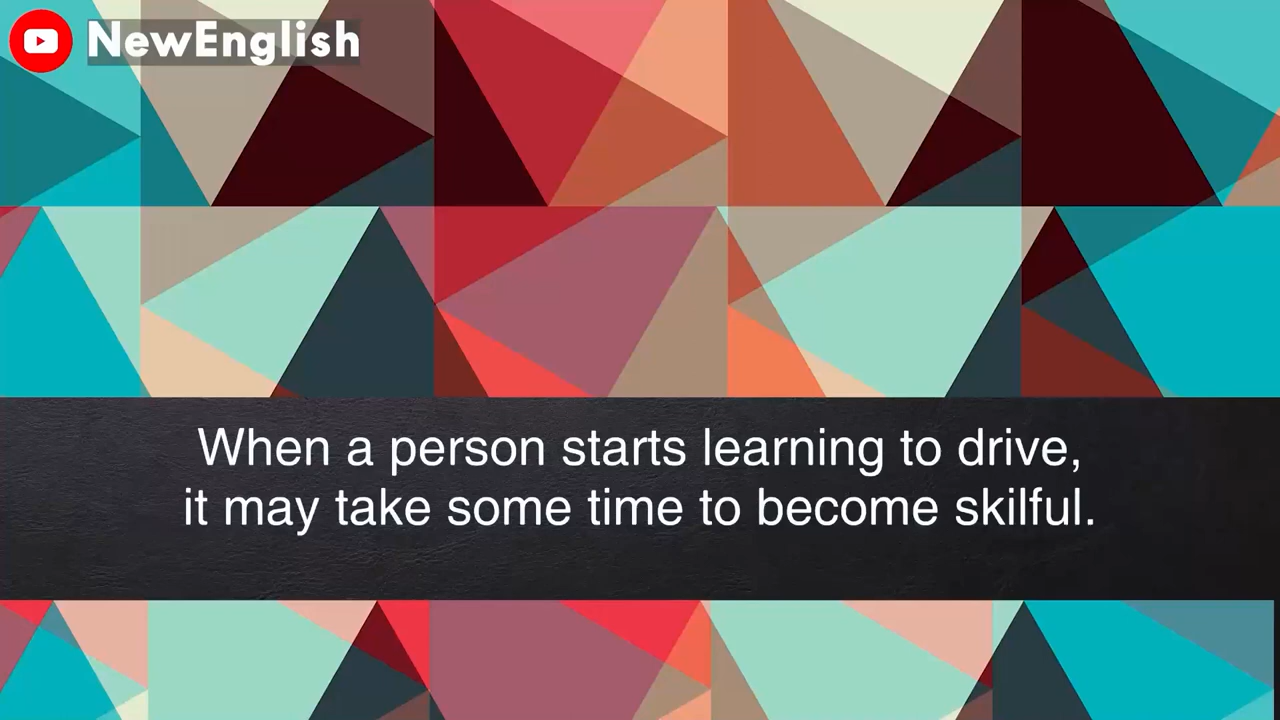 NewEnglish
When a person starts learning to drive,
it may take some time to become skilful.